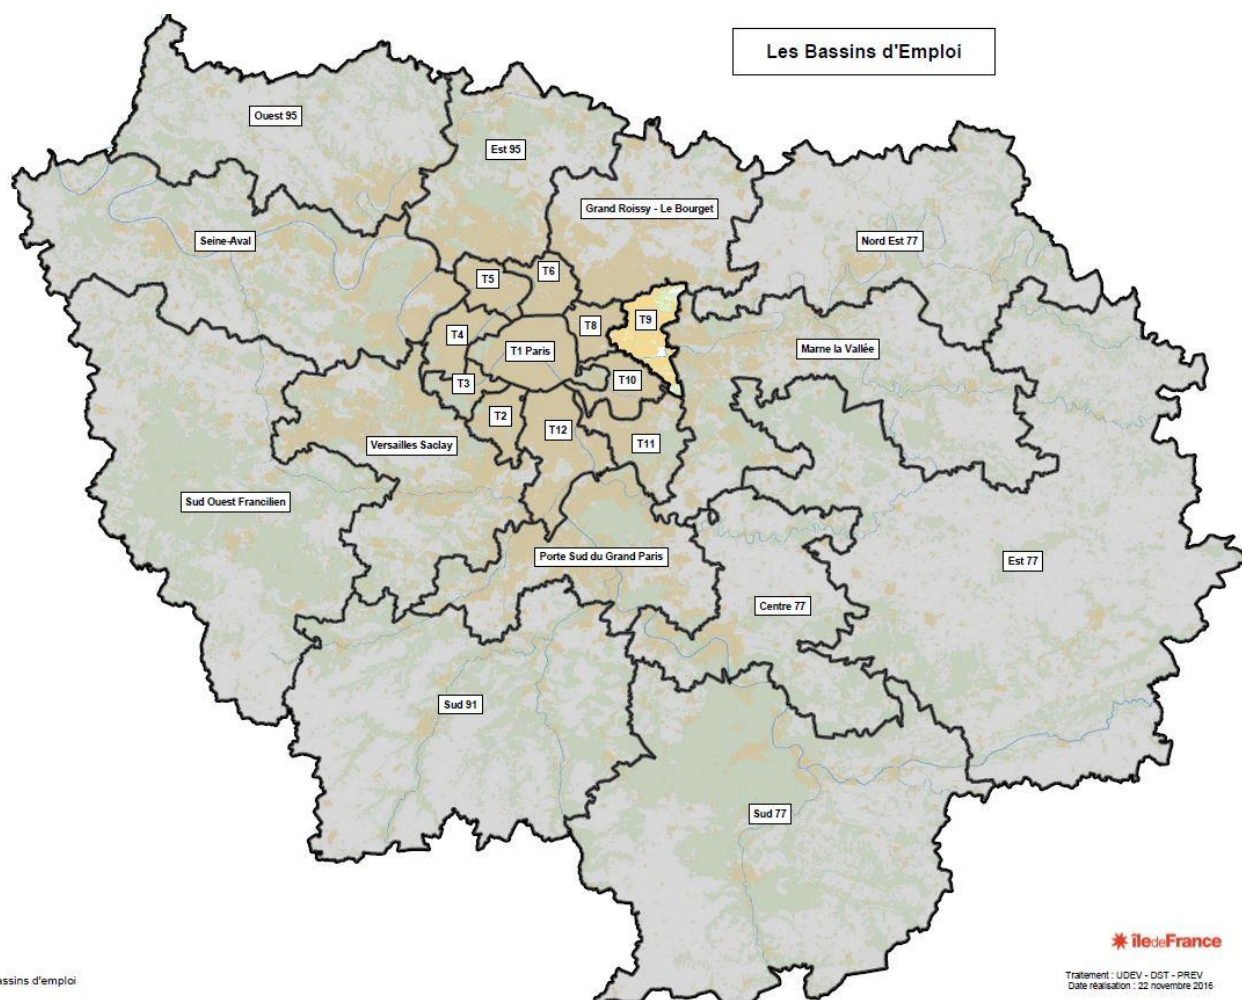 Les Bassins d'Emploi
Ouest 95
Est 95
Grand Roissy - Le Bourget
Nord Est 77
Seine-Aval
T5
T6
T4
T8
T9
T1 Paris
Marne la Vallée
T3
T10
T2
T12
T11
Versailles Saclay
Sud Ouest Francilien
Porte Sud du Grand Paris
Est 77
Centre 77
Sud 91
Sud 77
îledeFrance
assins d'emploi
Traitement : UDEV - DST - PREV
Date réalisation : 22 novembre 2016